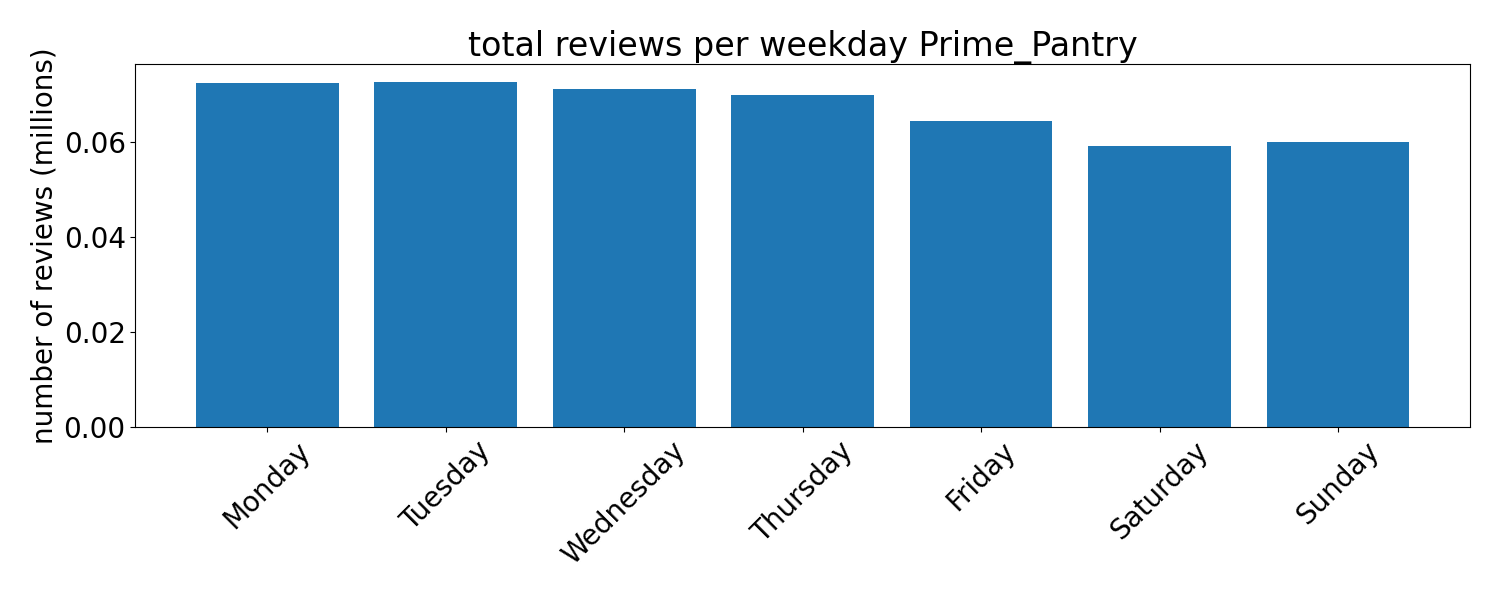 total reviews per weekday Prime_Pantry
number of reviews (millions)
0.06
0.04
0.02
0.00
Monday
Tuesday
Wednesday
Thursday
Friday
Saturday
Sunday